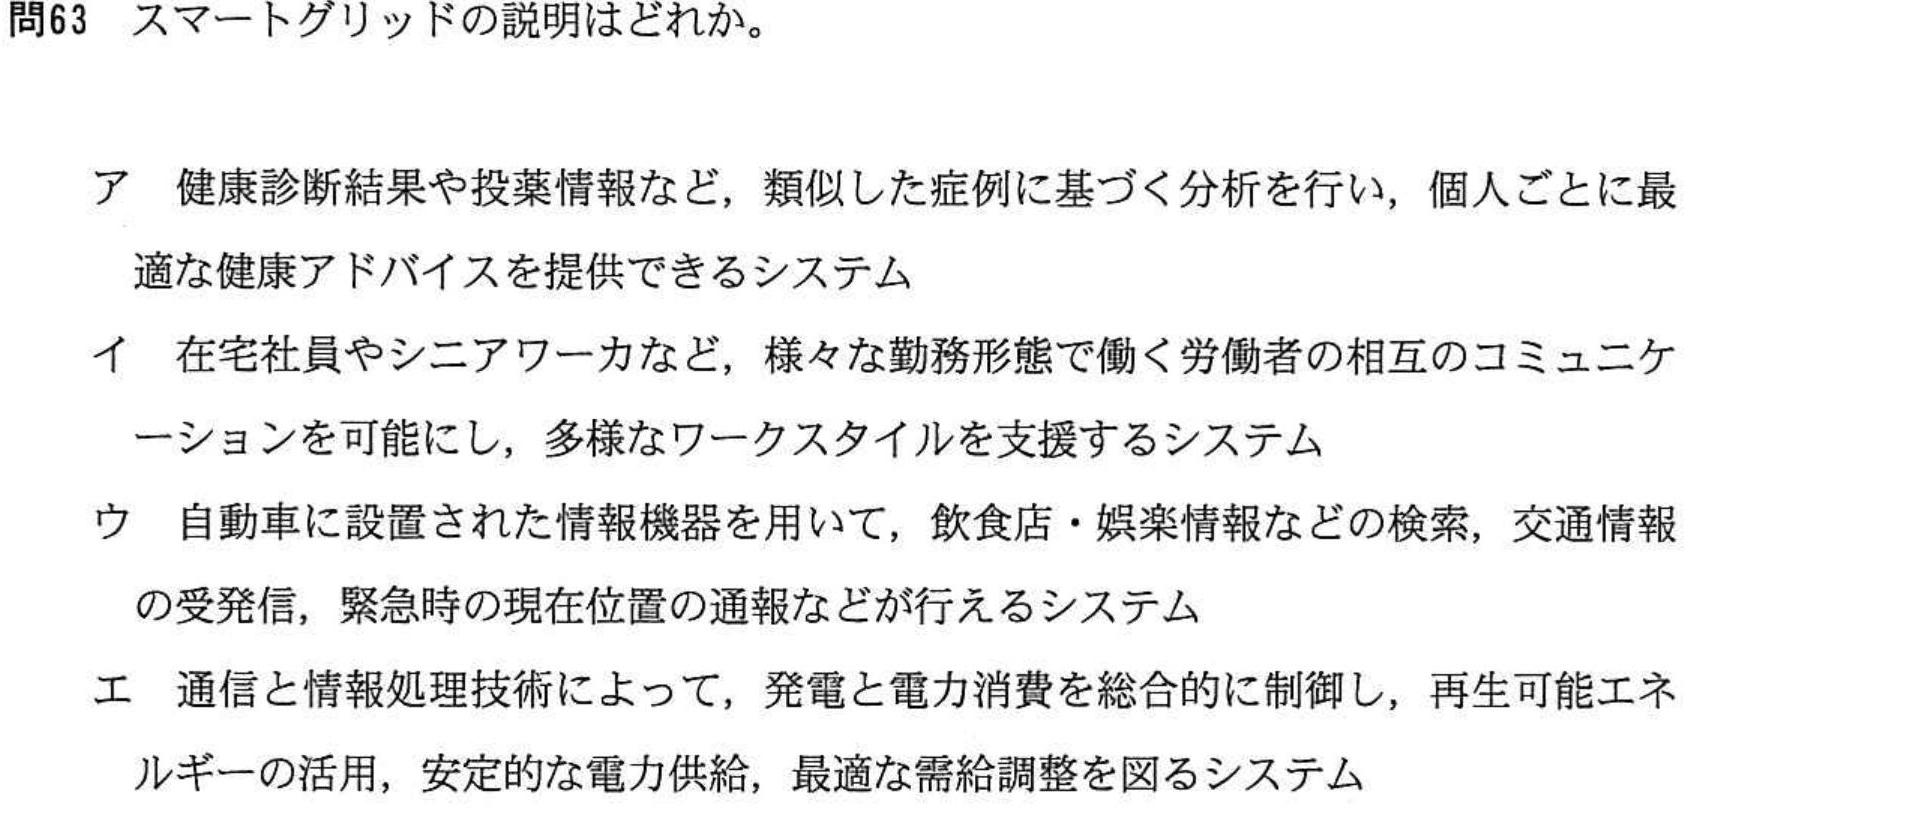 問63 スマートグリッドの説明はどれか。
ア 健康診断結果や投薬情報など，類似した症例に基づく分析を行い，個人ごとに最
適な健康アドバイスを提供できるシステム
イ 在宅社員やシニアワーカなど，様々な勤務形態で働く労働者の相互のコミュニケ
ーションを可能にし，多様なワークスタイルを支援するシステム
ウ 自動車に設置された情報機器を用いて，飲食店・娯楽情報などの検索，交通情報
の受発信，緊急時の現在位置の通報などが行えるシステム
エ 通信と情報処理技術によって，発電と電力消費を総合的に制御し，再生可能エネ
ルギーの活用，安定的な電力供給，最適な需給調整を図るシステム